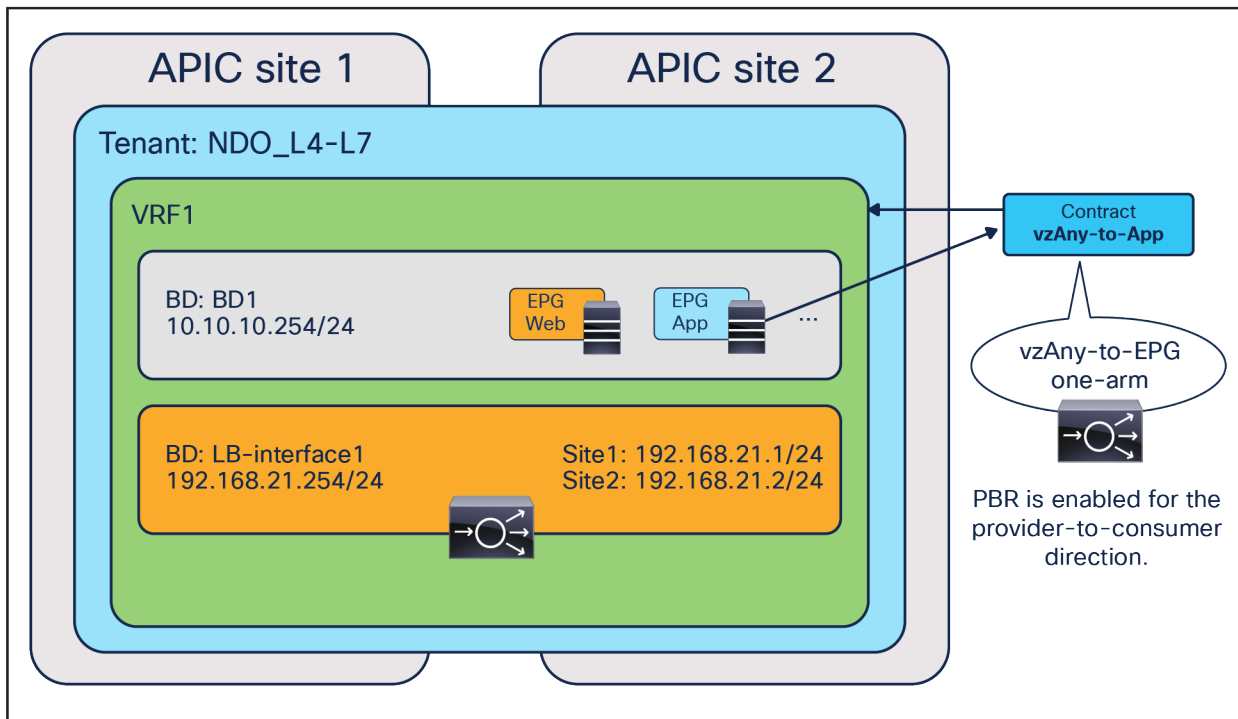 APIC site 1
APIC site 2
Tenant: NDO_L4-L7
VRF1
BD: BD1
10.10.10.254/24
EPG
Web
EPG
App
...
Contract
vzAny-to-App
vzAny-to-EPG
one-arm
BD: LB-interface1
192.168.21.254/24
Site1: 192.168.21.1/24
Site2: 192.168.21.2/24
PBR is enabled for the
provider-to-consumer
direction.